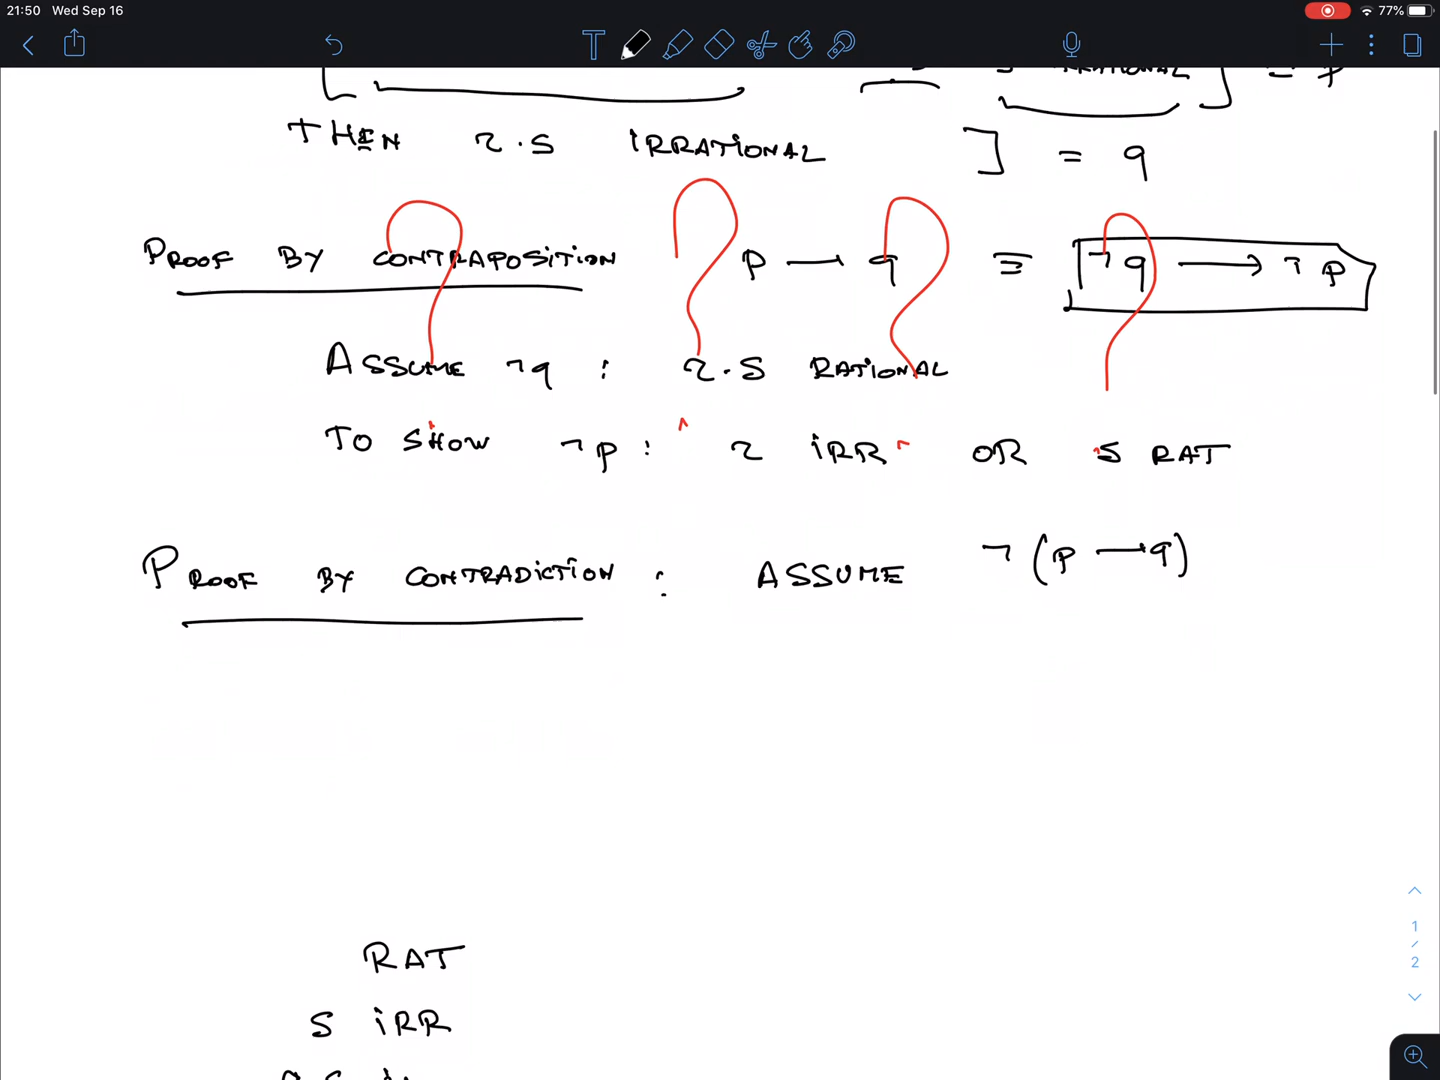 21:50 Wed Sep 16
77%
] = p
THEN r.s IRRATIONAL ] = q
PROOF BY CONTRAPOSITION p → q ≡ ¬q → ¬p
ASSUME ¬q : r.s RATIONAL
TO SHOW ¬p : r IRR OR s RAT
PROOF BY CONTRADICTION : ASSUME ¬(p → q)
1
/
2
RAT
s IRR